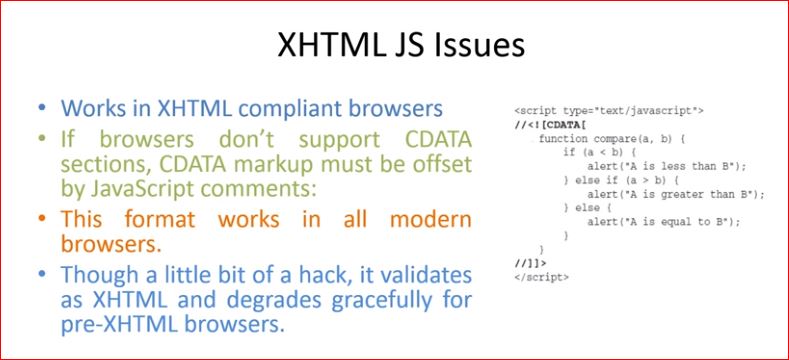 XHTML JS Issues
• Works in XHTML compliant browsers
• If browsers don't support CDATA
sections, CDATA markup must be offset
by JavaScript comments:
• This format works in all modern
browsers.
• Though a little bit of a hack, it validates
as XHTML and degrades gracefully for
pre-XHTML browsers.
<script type="text/javascript">
//<![CDATA[
function compare(a, b) {
if (a < b) {
alert("A is less than B");
} else if (a > b) {
alert("A is greater than B");
} else {
alert("A is equal to B");
}
}
//]]>
</script>